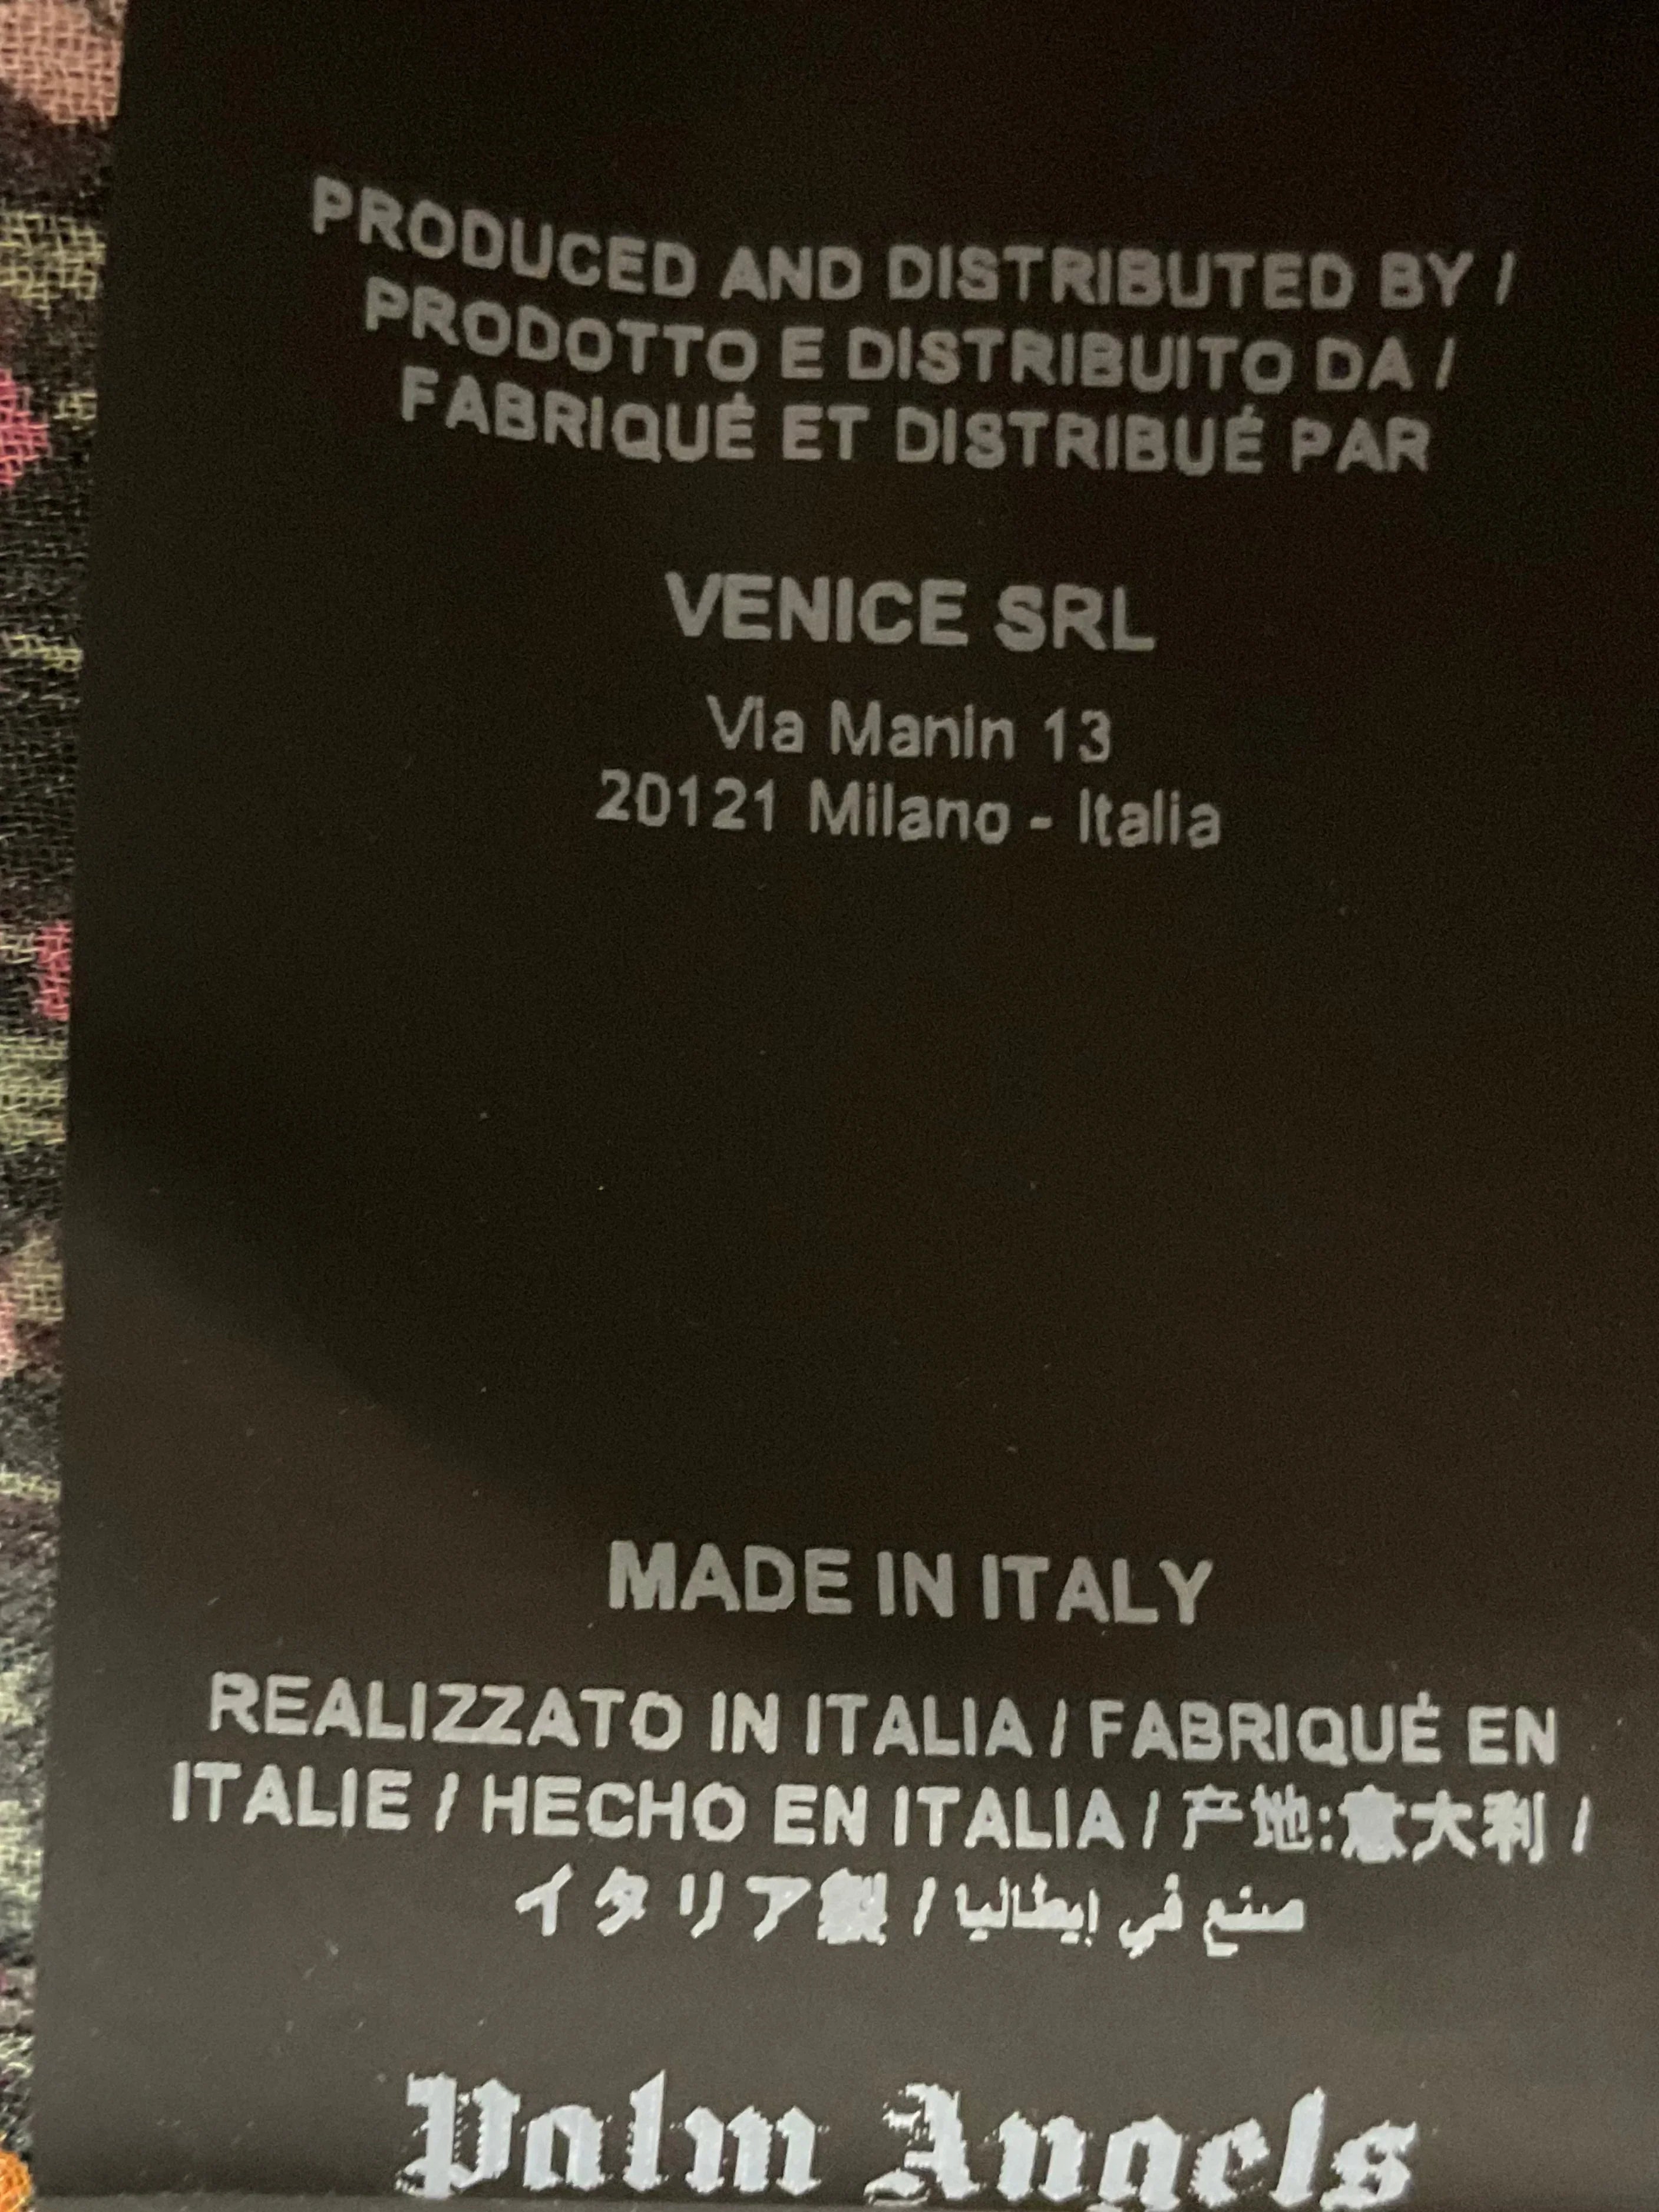 PRODUCED AND DISTRIBUTED BY /
PRODOTTO E DISTRIBUITO DA /
FABRIQUÉ ET DISTRIBUÉ PAR
VENICE SRL
Via Manin 13
20121 Milano - Italia
MADE IN ITALY
REALIZZATO IN ITALIA / FABRIQUÉ EN
ITALIE / HECHO EN ITALIA / 产地:意大利 /
イタリア製 / صنع في إيطاليا
Palm Angels